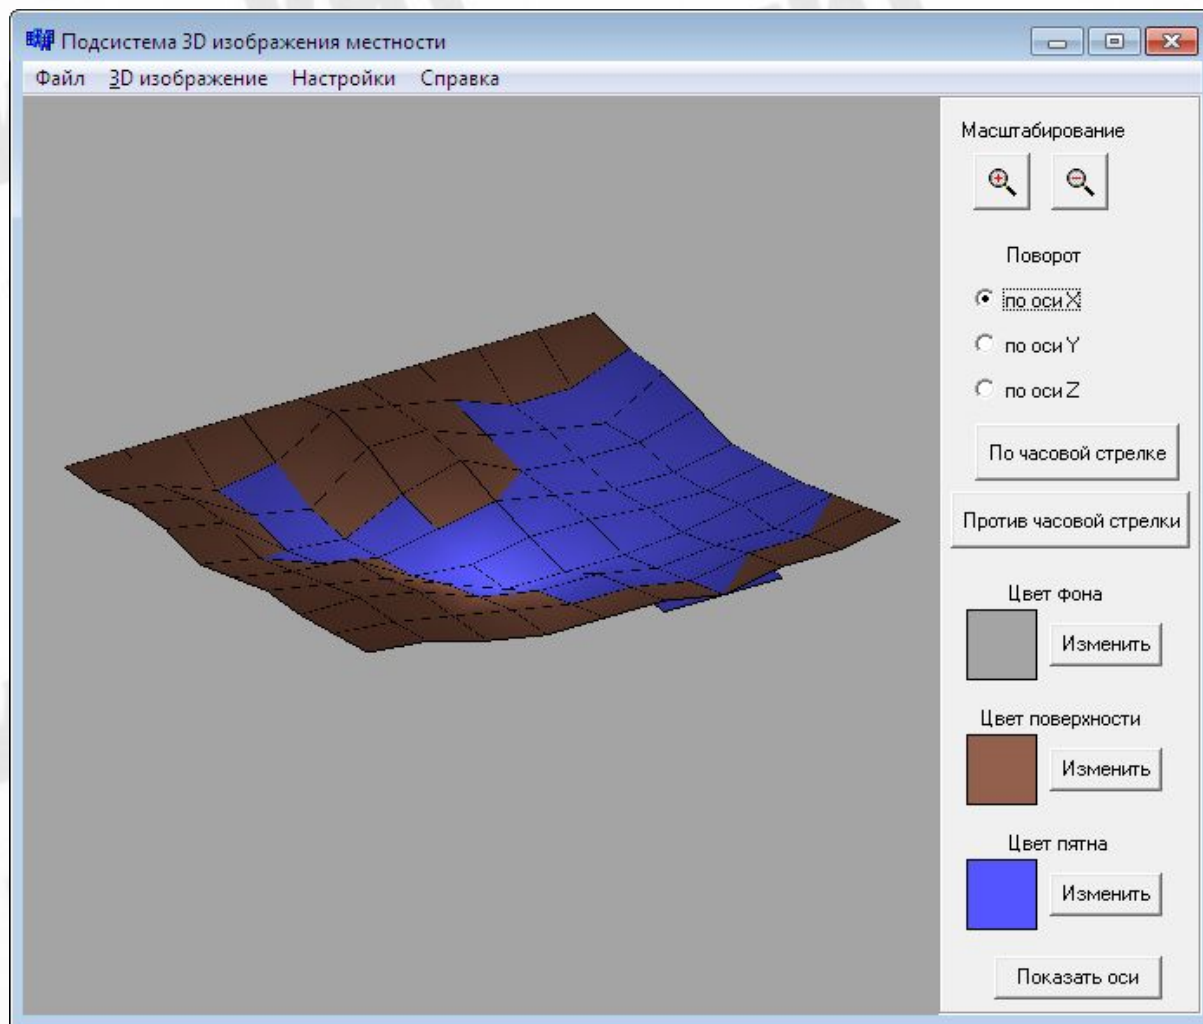 Подсистема 3D изображения местности
Файл 3D изображение Настройки Справка
Масштабирование
Поворот
по оси X
по оси Y
по оси Z
По часовой стрелке
Против часовой стрелки
Цвет фона
Изменить
Цвет поверхности
Изменить
Цвет пятна
Изменить
Показать оси